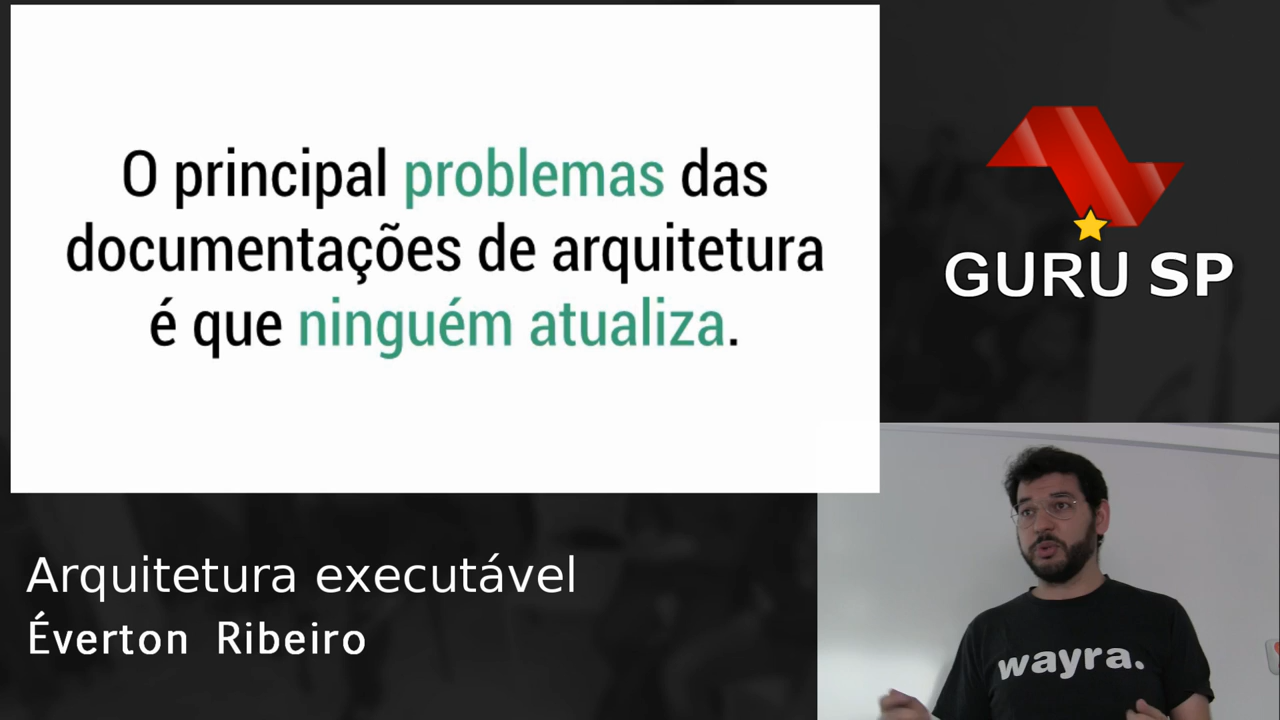 O principal problemas das
documentações de arquitetura
é que ninguém atualiza.
GURU SP
Arquitetura executável
Éverton Ribeiro
wayra.